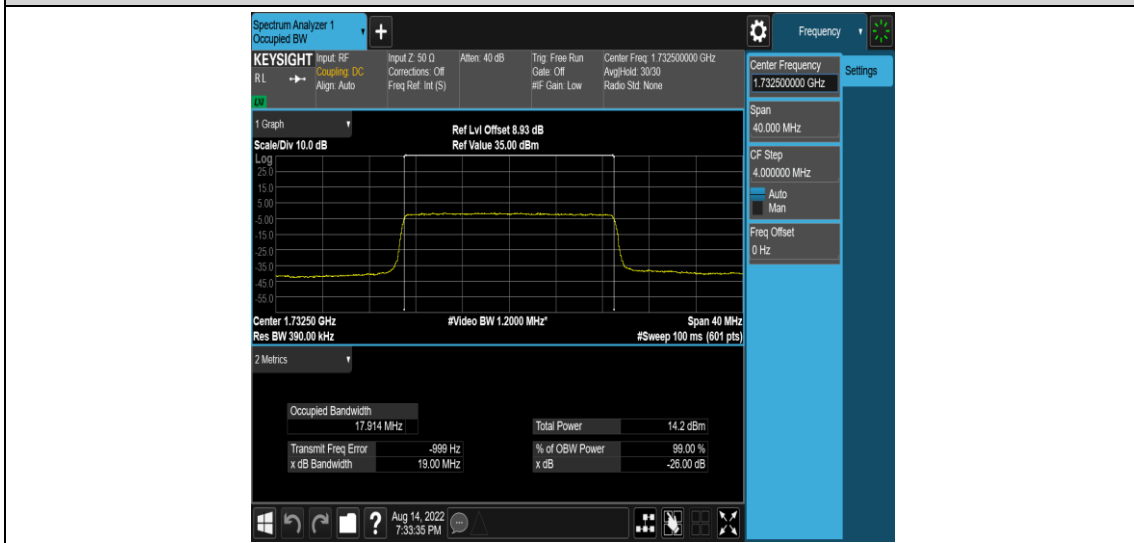 Spectrum Analyzer 1
Occupied BW
+
Frequency
KEYSIGHT
RL
LXI
Input: RF
Coupling: DC
Align: Auto
Input Z: 50 Ω
Corrections: Off
Freq Ref: Int (S)
Atten: 40 dB
Trig: Free Run
Gate: Off
#IF Gain: Low
Center Freq: 1.732500000 GHz
Avg|Hold: 30/30
Radio Std: None
Center Frequency
1.732500000 GHz
Settings
Span
40.000 MHz
CF Step
4.000000 MHz
Auto
Man
Freq Offset
0 Hz
1 Graph
Ref Lvl Offset 8.93 dB
Scale/Div 10.0 dB
Ref Value 35.00 dBm
Log
25.0
15.0
5.00
-5.00
-15.0
-25.0
-35.0
-45.0
-55.0
Center 1.73250 GHz
#Video BW 1.2000 MHz*
Span 40 MHz
Res BW 390.00 kHz
#Sweep 100 ms (601 pts)
2 Metrics
Occupied Bandwidth
17.914 MHz
Total Power 14.2 dBm
Transmit Freq Error -999 Hz
% of OBW Power 99.00 %
x dB Bandwidth 19.00 MHz
x dB -26.00 dB
?
Aug 14, 2022
7:33:35 PM